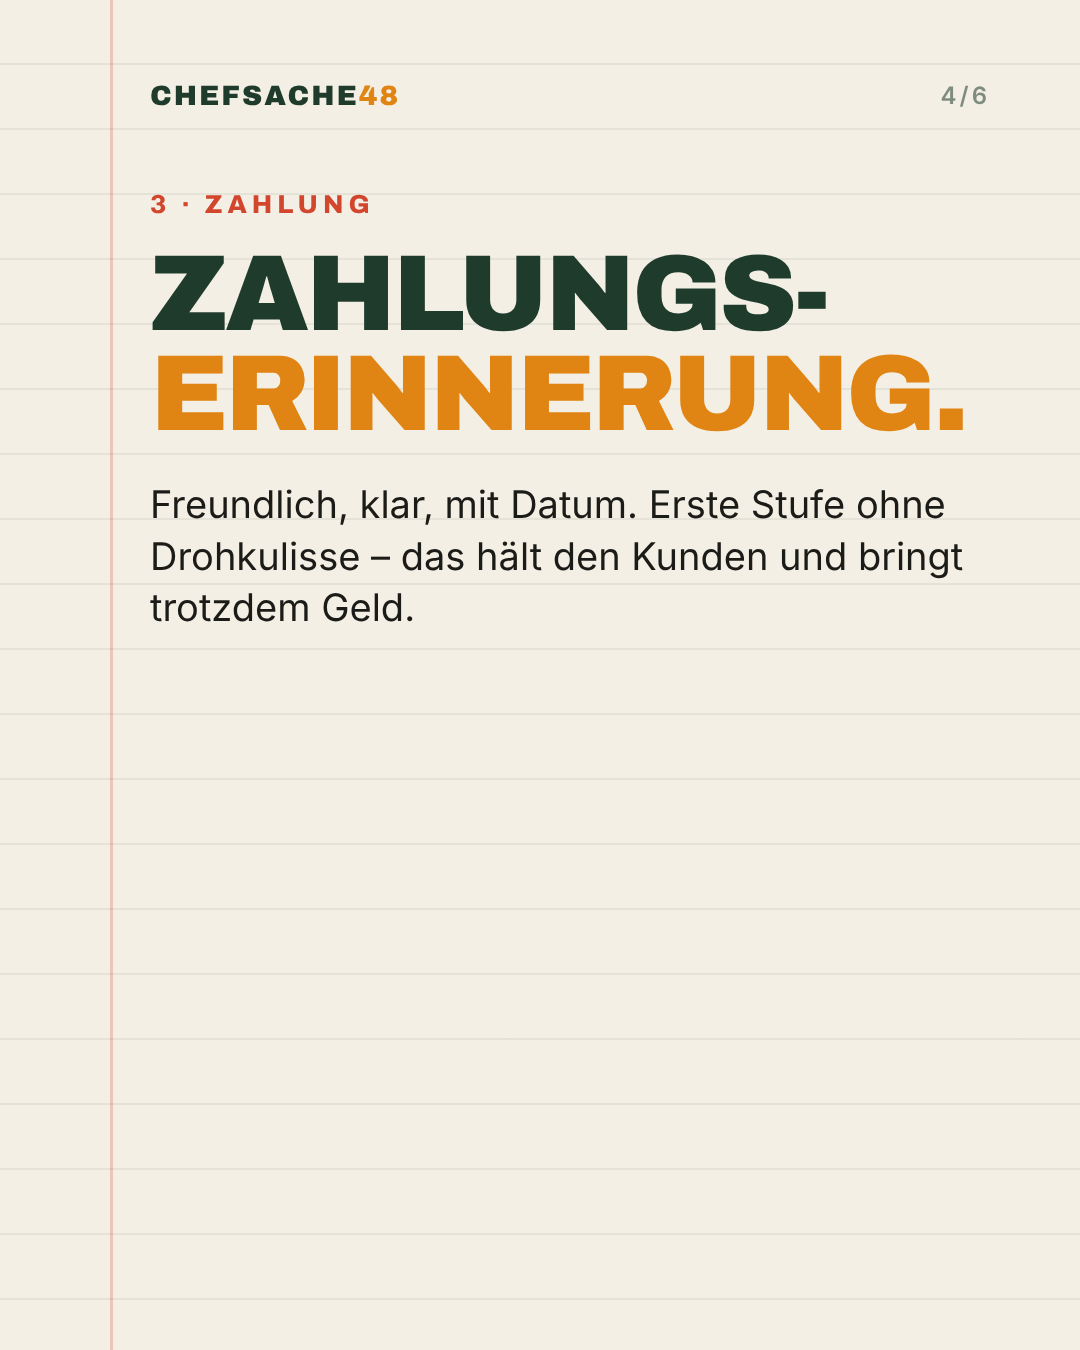 CHEFSACHE48
4/6
3 · ZAHLUNG
ZAHLUNGS-
ERINNERUNG.
Freundlich, klar, mit Datum. Erste Stufe ohne
Drohkulisse – das hält den Kunden und bringt
trotzdem Geld.